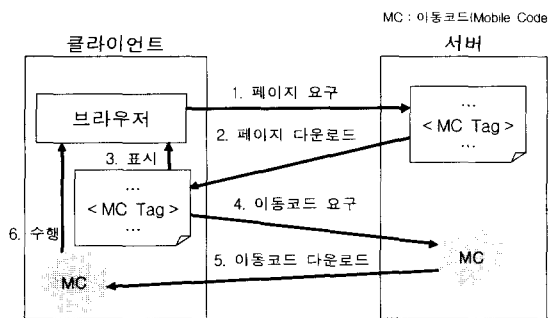 MC : 이동코드(Mobile Code
클라이언트
서버
브라우저
1. 페이지 요구
...
< MC Tag >
...
2. 페이지 다운로드
3. 표시
...
< MC Tag >
...
4. 이동코드 요구
6. 수행
MC
5. 이동코드 다운로드
MC